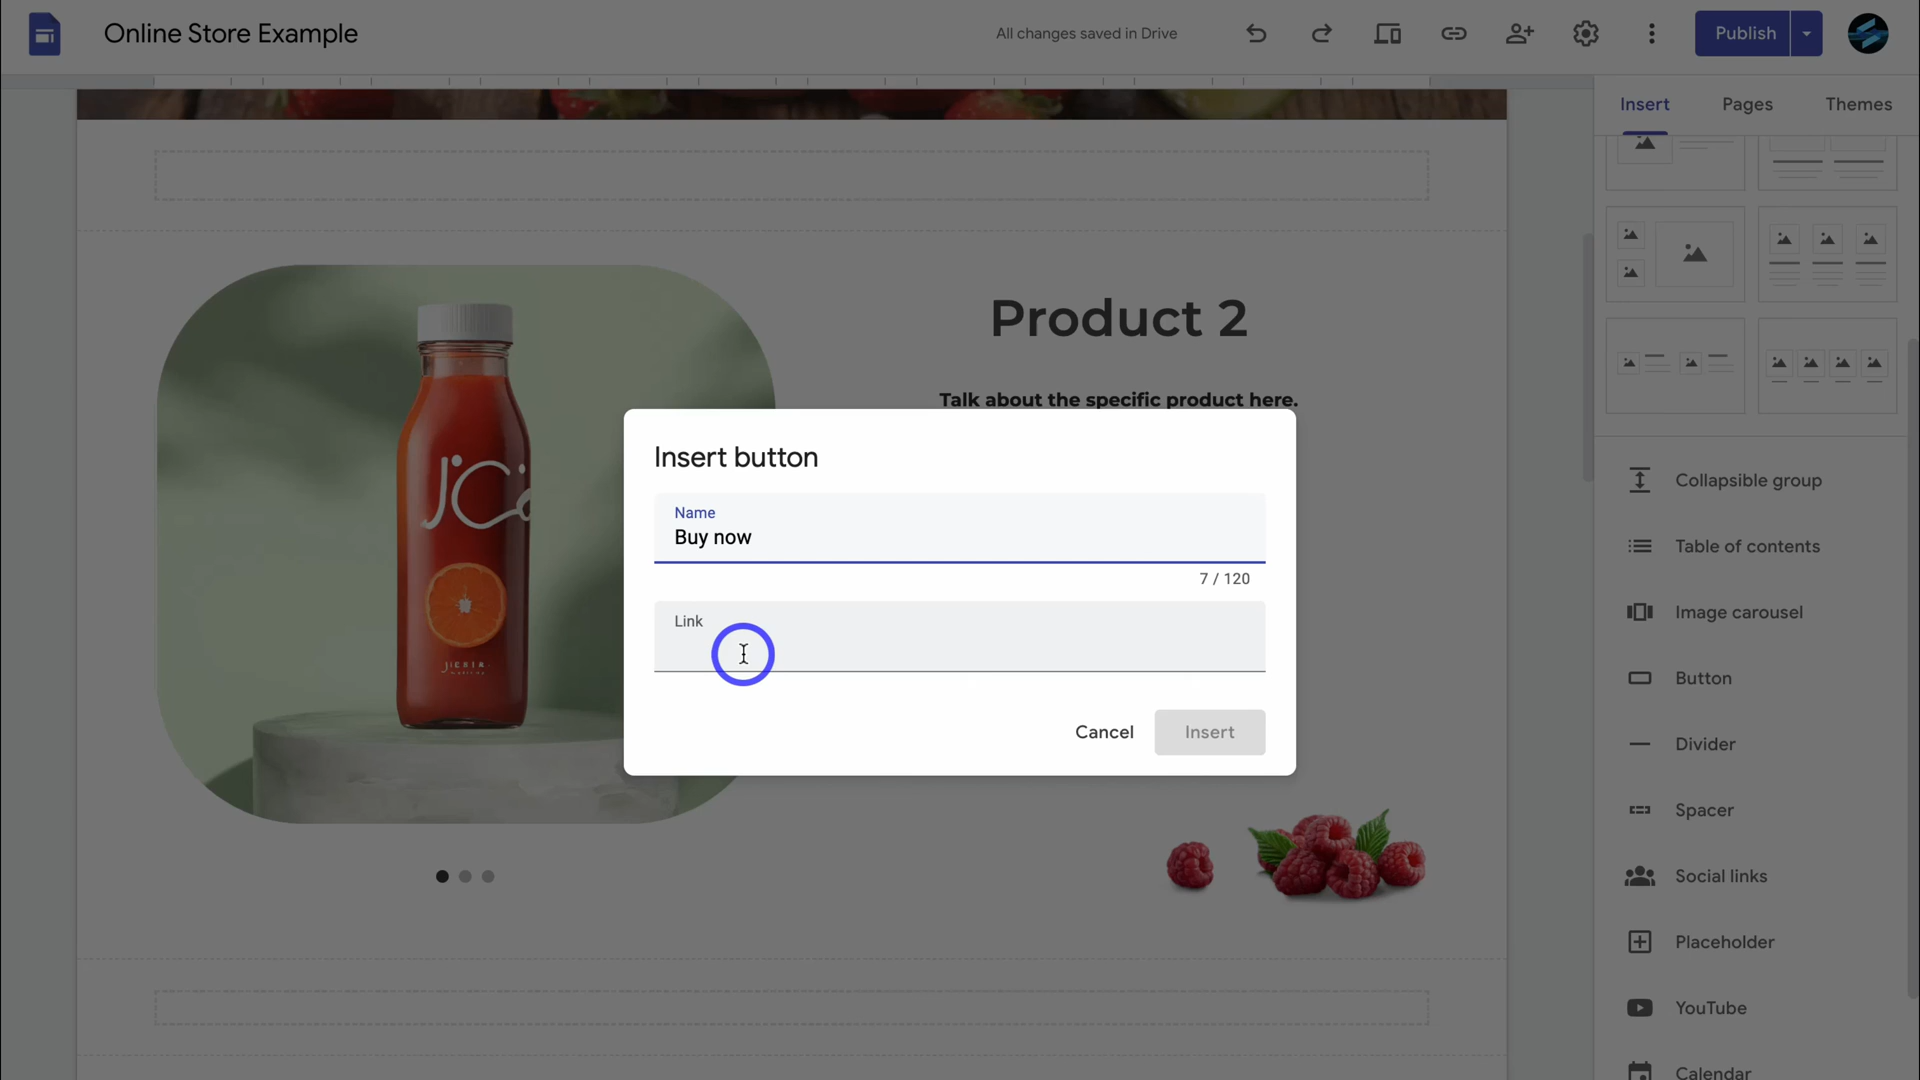 Online Store Example
All changes saved in Drive
Publish
Insert
Pages
Themes
Product 2
Talk about the specific product here.
Insert button
Name
Buy now
7 / 120
Link
Cancel
Insert
Collapsible group
Table of contents
Image carousel
Button
Divider
Spacer
Social links
Placeholder
YouTube
Calendar